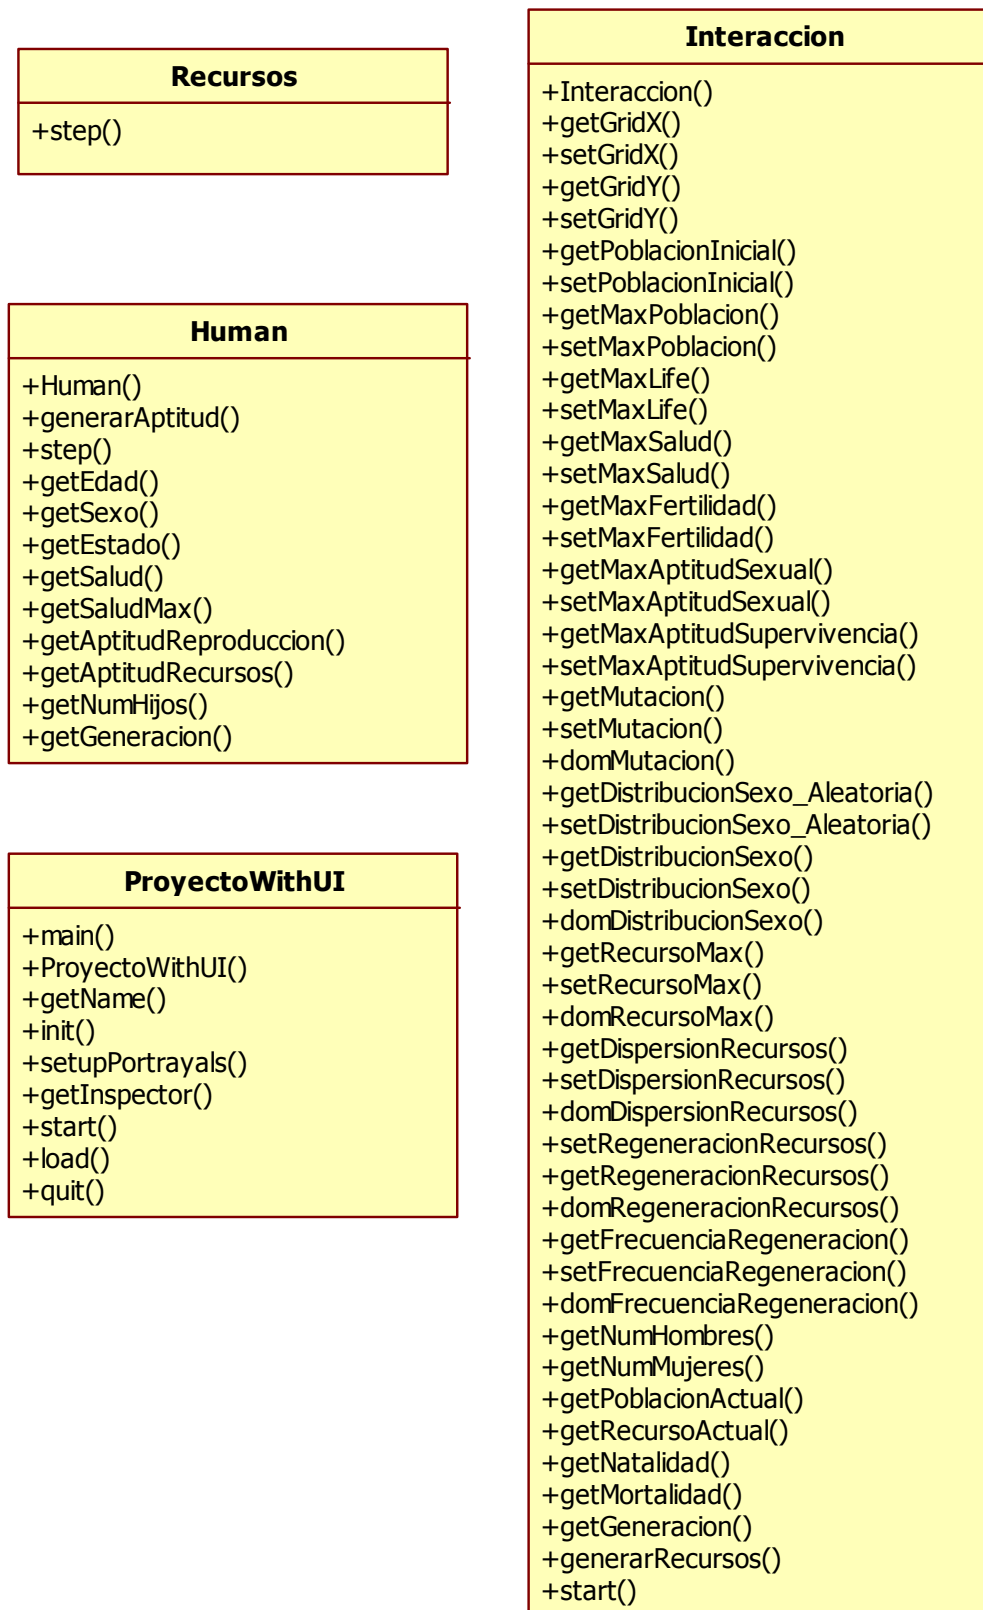 Recursos
+step()
Human
+Human()
+generarAptitud()
+step()
+getEdad()
+getSexo()
+getEstado()
+getSalud()
+getSaludMax()
+getAptitudReproduccion()
+getAptitudRecursos()
+getNumHijos()
+getGeneracion()
ProyectoWithUI
+main()
+ProyectoWithUI()
+getName()
+init()
+setupPortrayals()
+getInspector()
+start()
+load()
+quit()
Interaccion
+Interaccion()
+getGridX()
+setGridX()
+getGridY()
+setGridY()
+getPoblacionInicial()
+setPoblacionInicial()
+getMaxPoblacion()
+setMaxPoblacion()
+getMaxLife()
+setMaxLife()
+getMaxSalud()
+setMaxSalud()
+getMaxFertilidad()
+setMaxFertilidad()
+getMaxAptitudSexual()
+setMaxAptitudSexual()
+getMaxAptitudSupervivencia()
+setMaxAptitudSupervivencia()
+getMutacion()
+setMutacion()
+domMutacion()
+getDistribucionSexo_Aleatoria()
+setDistribucionSexo_Aleatoria()
+getDistribucionSexo()
+setDistribucionSexo()
+domDistribucionSexo()
+getRecursoMax()
+setRecursoMax()
+domRecursoMax()
+getDispersionRecursos()
+setDispersionRecursos()
+domDispersionRecursos()
+setRegeneracionRecursos()
+getRegeneracionRecursos()
+domRegeneracionRecursos()
+getFrecuenciaRegeneracion()
+setFrecuenciaRegeneracion()
+domFrecuenciaRegeneracion()
+getNumHombres()
+getNumMujeres()
+getPoblacionActual()
+getRecursoActual()
+getNatalidad()
+getMortalidad()
+getGeneracion()
+generarRecursos()
+start()